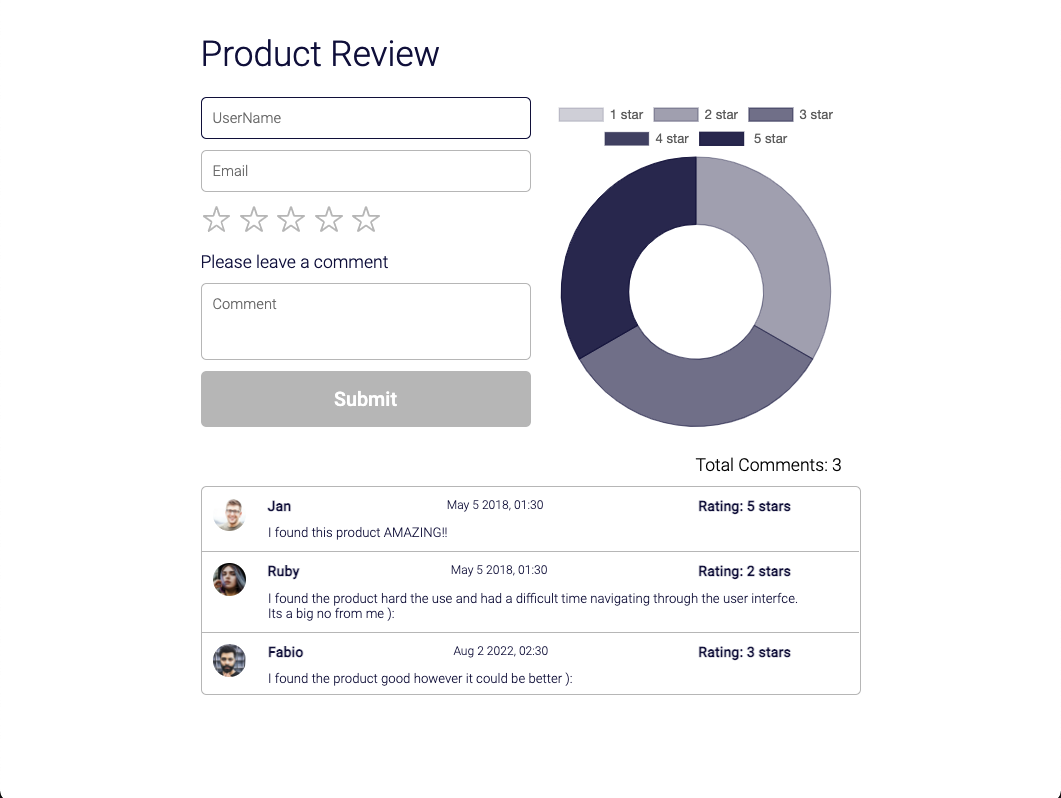 Product Review
UserName
Email
Please leave a comment
Comment
Submit
1 star 2 star 3 star
4 star 5 star
Total Comments: 3
Jan May 5 2018, 01:30 Rating: 5 stars
I found this product AMAZING!!
Ruby May 5 2018, 01:30 Rating: 2 stars
I found the product hard the use and had a difficult time navigating through the user interfce.
Its a big no from me ):
Fabio Aug 2 2022, 02:30 Rating: 3 stars
I found the product good however it could be better ):